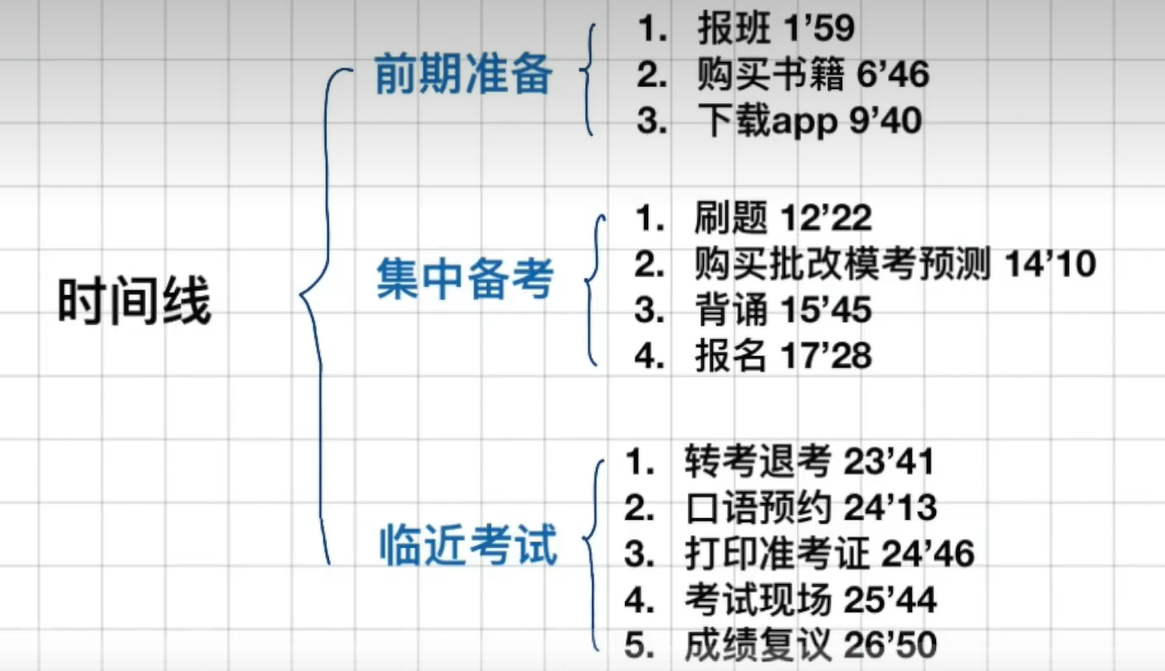 时间线
前期准备
1. 报班 1’59
2. 购买书籍 6’46
3. 下载app 9’40
集中备考
1. 刷题 12’22
2. 购买批改模考预测 14’10
3. 背诵 15’45
4. 报名 17’28
临近考试
1. 转考退考 23’41
2. 口语预约 24’13
3. 打印准考证 24’46
4. 考试现场 25’44
5. 成绩复议 26’50